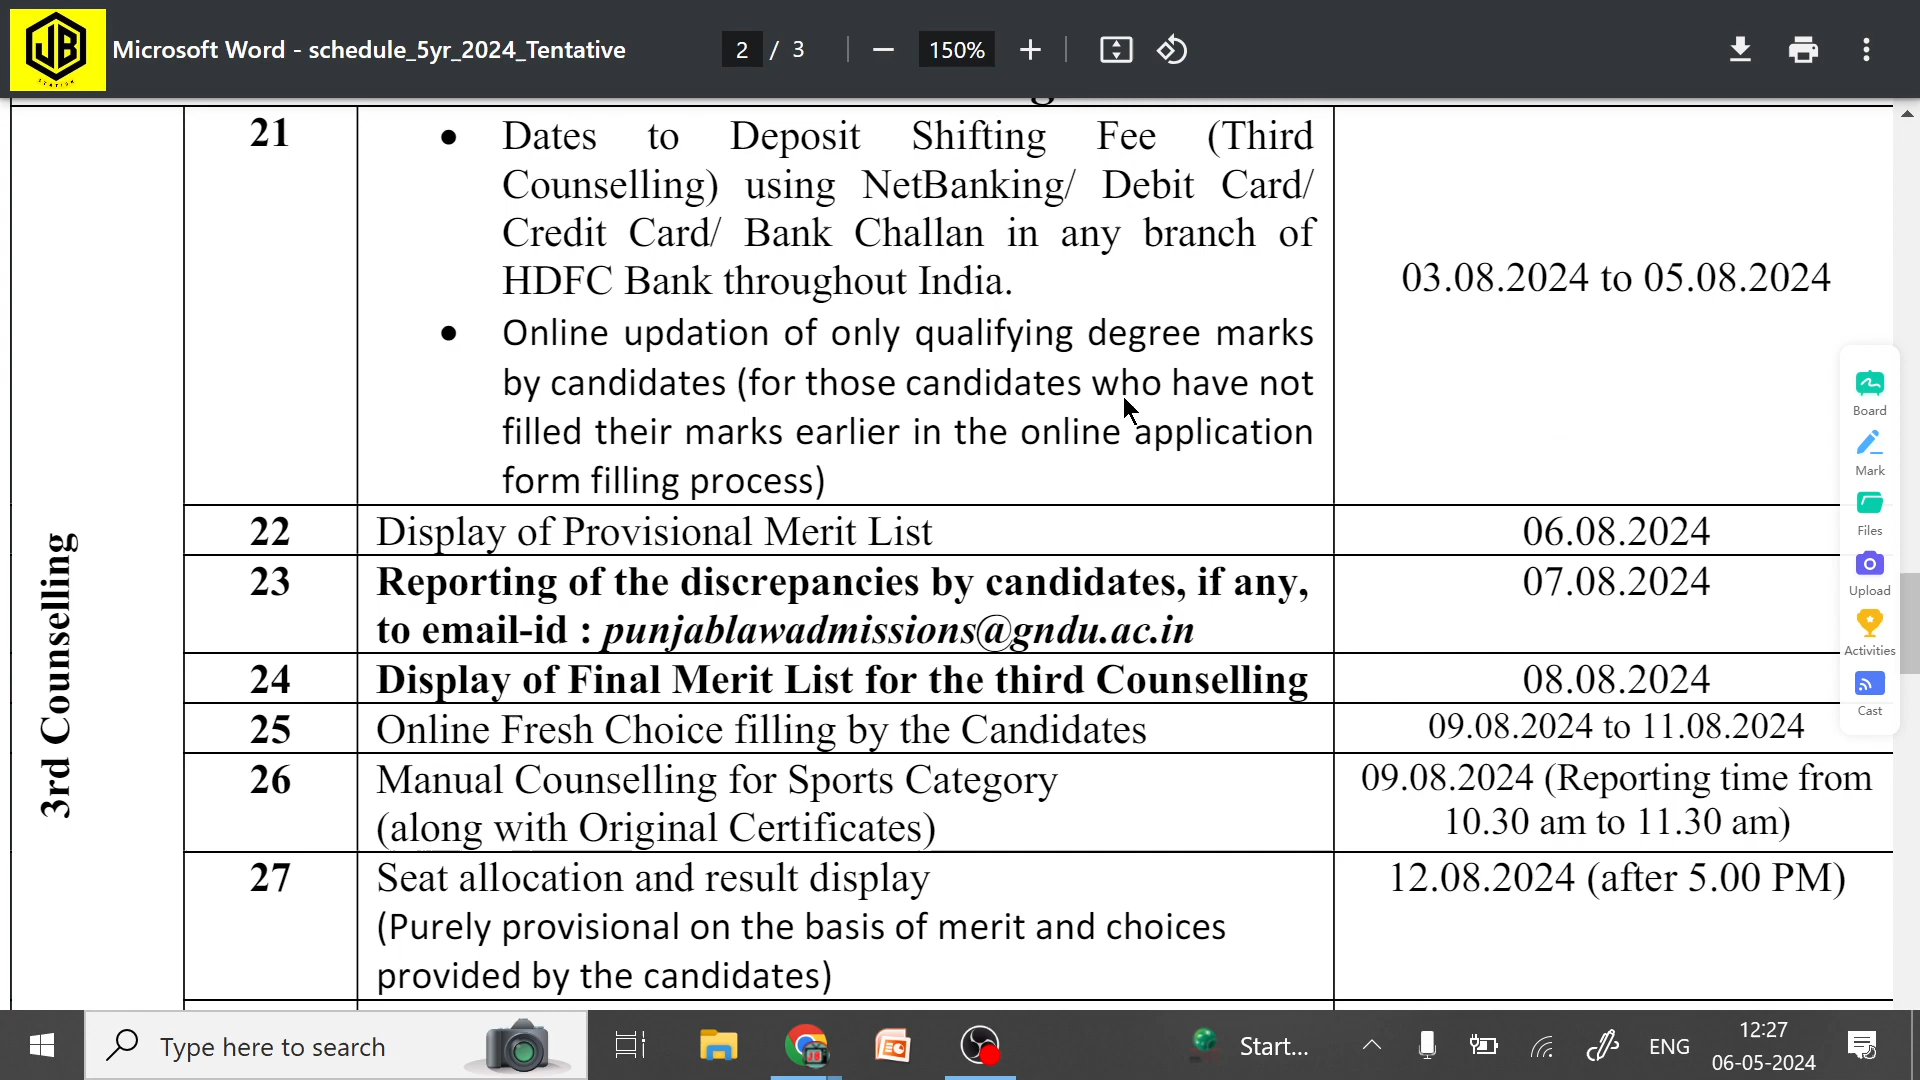 JB
STATION
Microsoft Word - schedule_5yr_2024_Tentative
2 / 3
150%
21
• Dates to Deposit Shifting Fee (Third
Counselling) using NetBanking/ Debit Card/
Credit Card/ Bank Challan in any branch of
HDFC Bank throughout India.
• Online updation of only qualifying degree marks
by candidates (for those candidates who have not
filled their marks earlier in the online application
form filling process)
03.08.2024 to 05.08.2024
3rd Counselling
22 Display of Provisional Merit List 06.08.2024
23 Reporting of the discrepancies by candidates, if any, 07.08.2024
to email-id : punjablawadmissions@gndu.ac.in
24 Display of Final Merit List for the third Counselling 08.08.2024
25 Online Fresh Choice filling by the Candidates 09.08.2024 to 11.08.2024
26 Manual Counselling for Sports Category 09.08.2024 (Reporting time from
(along with Original Certificates) 10.30 am to 11.30 am)
27 Seat allocation and result display 12.08.2024 (after 5.00 PM)
(Purely provisional on the basis of merit and choices
provided by the candidates)
Board
Mark
Files
Upload
Activities
Cast
Type here to search
Start...
ENG
12:27
06-05-2024